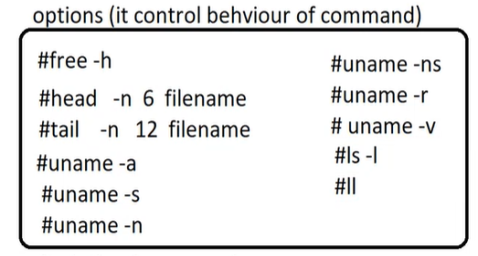 options (it control behviour of command)
#free -h
#head -n 6 filename
#tail -n 12 filename
#uname -a
#uname -s
#uname -n
#uname -ns
#uname -r
# uname -v
#ls -l
#ll